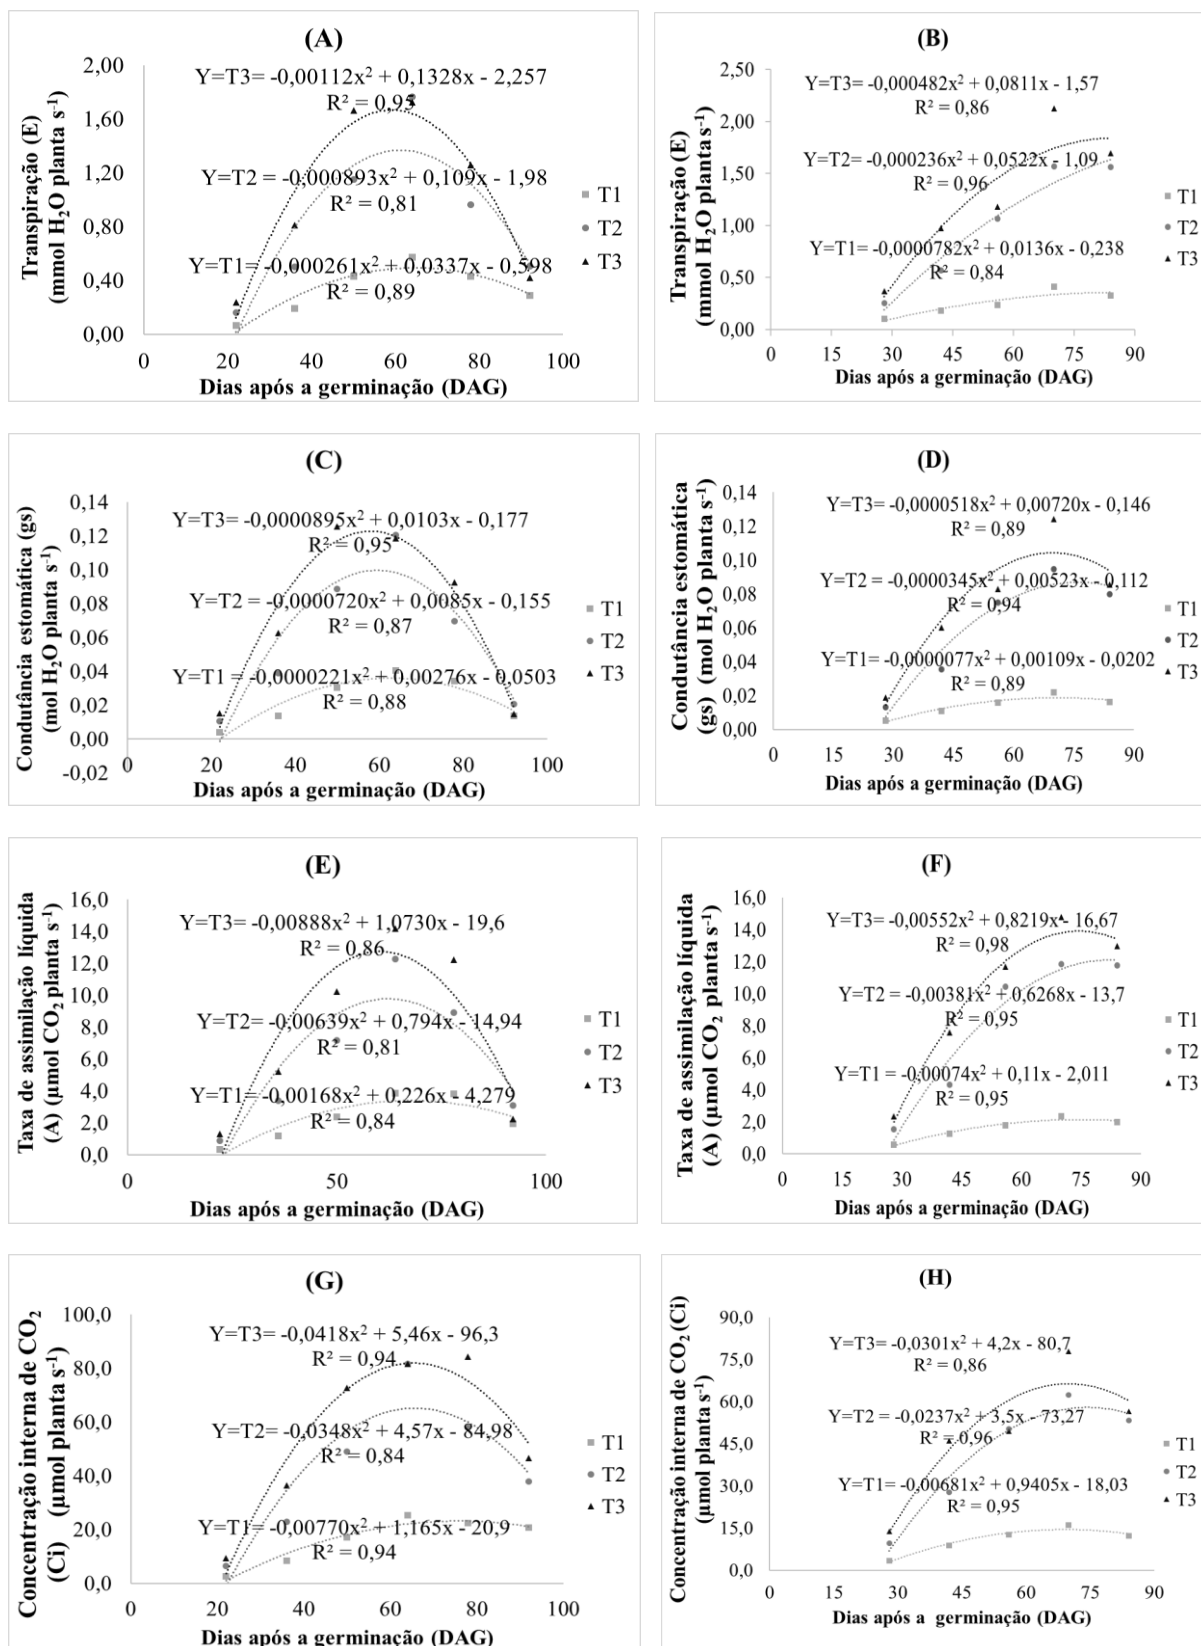 (A)
Transpiração (E)
(mmol H₂O planta s⁻¹)
2,00
1,60
1,20
0,80
0,40
0,00
Y=T3= -0,00112x² + 0,1328x - 2,257
R² = 0,95
Y=T2 = -0,000893x² + 0,109x - 1,98
R² = 0,81
Y=T1= -0,000261x² + 0,0337x - 0,598
R² = 0,89
T1
T2
T3
0 20 40 60 80 100
Dias após a germinação (DAG)
(B)
Transpiração (E)
(mmol H₂O plantas⁻¹)
2,50
2,00
1,50
1,00
0,50
0,00
Y=T3= -0,000482x² + 0,0811x - 1,57
R² = 0,86
Y=T2= -0,000236x² + 0,0522x - 1,09
R² = 0,96
Y=T1= -0,0000782x² + 0,0136x - 0,238
R² = 0,84
T1
T2
T3
0 15 30 45 60 75 90
Dias após a germinação (DAG)
(C)
Condutância estomática (gs)
(mol H₂O planta s⁻¹)
0,14
0,12
0,10
0,08
0,06
0,04
0,02
0,00
-0,02
Y=T3= -0,0000895x² + 0,0103x - 0,177
R² = 0,95
Y=T2 = -0,0000720x² + 0,0085x - 0,155
R² = 0,87
Y=T1 = -0,0000221x² + 0,00276x - 0,0503
R² = 0,88
T1
T2
T3
0 20 40 60 80 100
Dias após a germinação (DAG)
(D)
Condutância estomática
(gs) (mol H₂O planta s⁻¹)
0,14
0,12
0,10
0,08
0,06
0,04
0,02
0,00
Y=T3= -0,0000518x² + 0,00720x - 0,146
R² = 0,89
Y=T2 = -0,0000345x² + 0,00523x - 0,112
R² = 0,94
Y=T1= -0,0000077x² + 0,00109x - 0,0202
R² = 0,89
T1
T2
T3
0 15 30 45 60 75 90
Dias após a germinação (DAG)
(E)
Taxa de assimilação líquida
(A) (μmol CO₂ planta s⁻¹)
16,0
14,0
12,0
10,0
8,0
6,0
4,0
2,0
0,0
Y=T3= -0,00888x² + 1,0730x - 19,6
R² = 0,86
Y=T2= -0,00639x² + 0,794x - 14,94
R² = 0,81
Y=T1= -0,00168x² + 0,226x - 4,279
R² = 0,84
T1
T2
T3
0 50 100
Dias após a germinação (DAG)
(F)
Taxa de assimilação líquida
(A) (μmol CO₂ planta s⁻¹)
16,0
14,0
12,0
10,0
8,0
6,0
4,0
2,0
0,0
Y=T3= -0,00552x² + 0,8219x - 16,67
R² = 0,98
Y=T2 = -0,00381x² + 0,6268x - 13,7
R² = 0,95
Y=T1 = -0,00074x² + 0,11x - 2,011
R² = 0,95
T1
T2
T3
0 15 30 45 60 75 90
Dias após a germinação (DAG)
(G)
Concentração interna de CO₂
(Ci) (μmol planta s⁻¹)
100,0
80,0
60,0
40,0
20,0
0,0
Y=T3= -0,0418x² + 5,46x - 96,3
R² = 0,94
Y=T2= -0,0348x² + 4,57x - 84,98
R² = 0,84
Y=T1= -0,00770x² + 1,165x - 20,9
R² = 0,94
T1
T2
T3
0 20 40 60 80 100
Dias após a germinação (DAG)
(H)
Concentração interna de CO₂ (Ci)
(μmol planta s⁻¹)
90,0
75,0
60,0
45,0
30,0
15,0
0,0
Y=T3= -0,0301x² + 4,2x - 80,7
R² = 0,86
Y=T2 = -0,0237x² + 3,5x - 73,27
R² = 0,96
Y=T1= -0,00681x² + 0,9405x - 18,03
R² = 0,95
T1
T2
T3
0 15 30 45 60 75 90
Dias após a germinação (DAG)